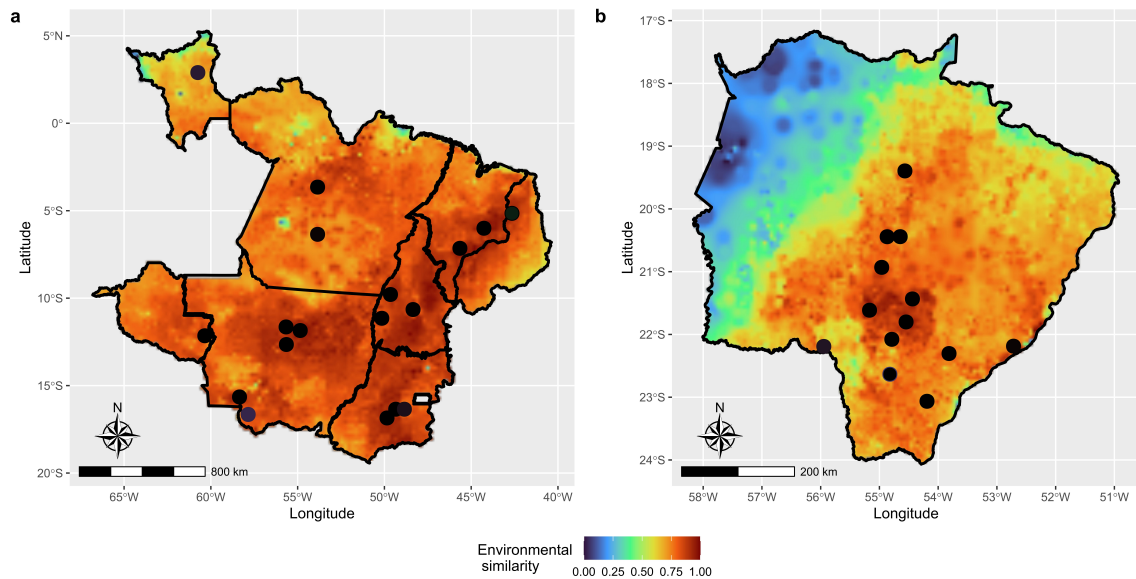 a
b
5°N
0°
5°S
10°S
15°S
20°S
Latitude
65°W
60°W
55°W
50°W
45°W
40°W
Longitude
N
800 km
17°S
18°S
19°S
20°S
21°S
22°S
23°S
24°S
Latitude
58°W
57°W
56°W
55°W
54°W
53°W
52°W
51°W
Longitude
N
200 km
Environmental
similarity
0.00 0.25 0.50 0.75 1.00